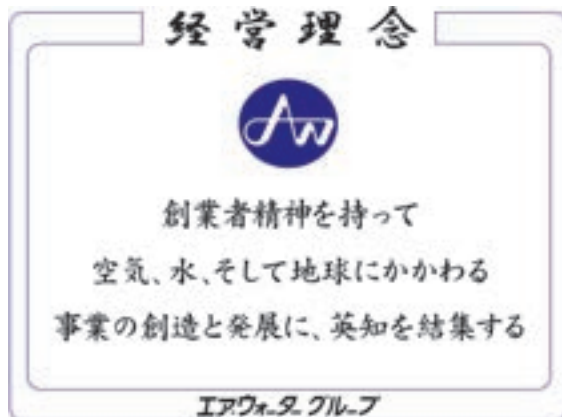 経営理念
AW
創業者精神を持って
空気、水、そして地球にかかわる
事業の創造と発展に、英知を結集する
エア・ウォーターグループ